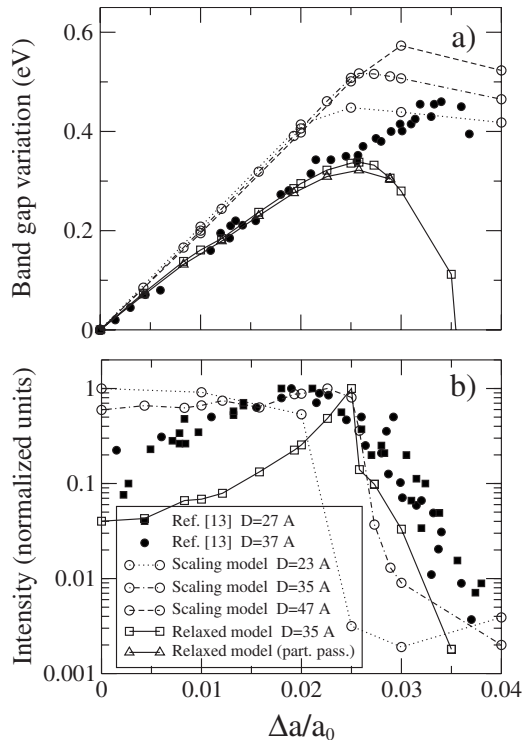 a)
Band gap variation (eV)
0.6
0.4
0.2
0
b)
Intensity (normalized units)
1
0.1
0.01
0.001
Ref. [13] D=27 A
Ref. [13] D=37 A
Scaling model D=23 A
Scaling model D=35 A
Scaling model D=47 A
Relaxed model D=35 A
Relaxed model (part. pass.)
0 0.01 0.02 0.03 0.04
Δa/a₀